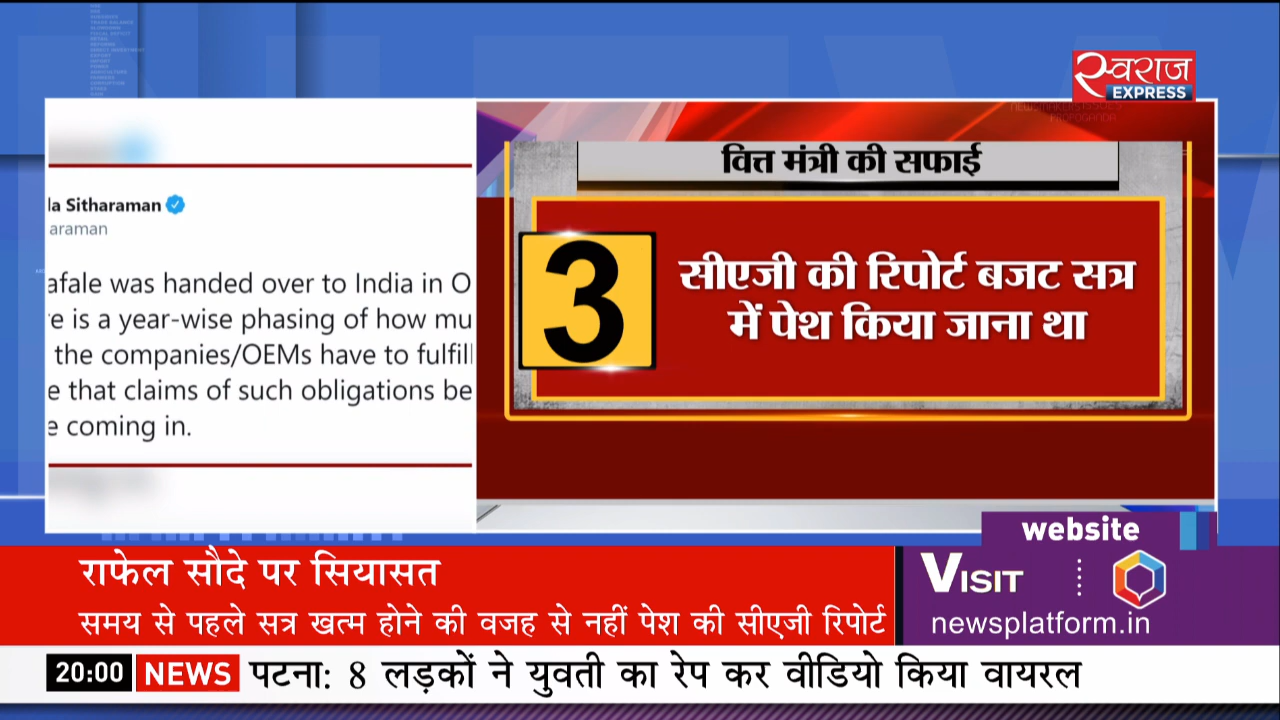 स्वराज
EXPRESS
la Sitharaman
araman
afale was handed over to India in O
e is a year-wise phasing of how mu
the companies/OEMs have to fulfill
e that claims of such obligations be
e coming in.
वित्त मंत्री की सफाई
3
सीएजी की रिपोर्ट बजट सत्र
में पेश किया जाना था
website
VISIT
newsplatform.in
राफेल सौदे पर सियासत
समय से पहले सत्र खत्म होने की वजह से नहीं पेश की सीएजी रिपोर्ट
20:00 NEWS पटना: 8 लड़कों ने युवती का रेप कर वीडियो किया वायरल